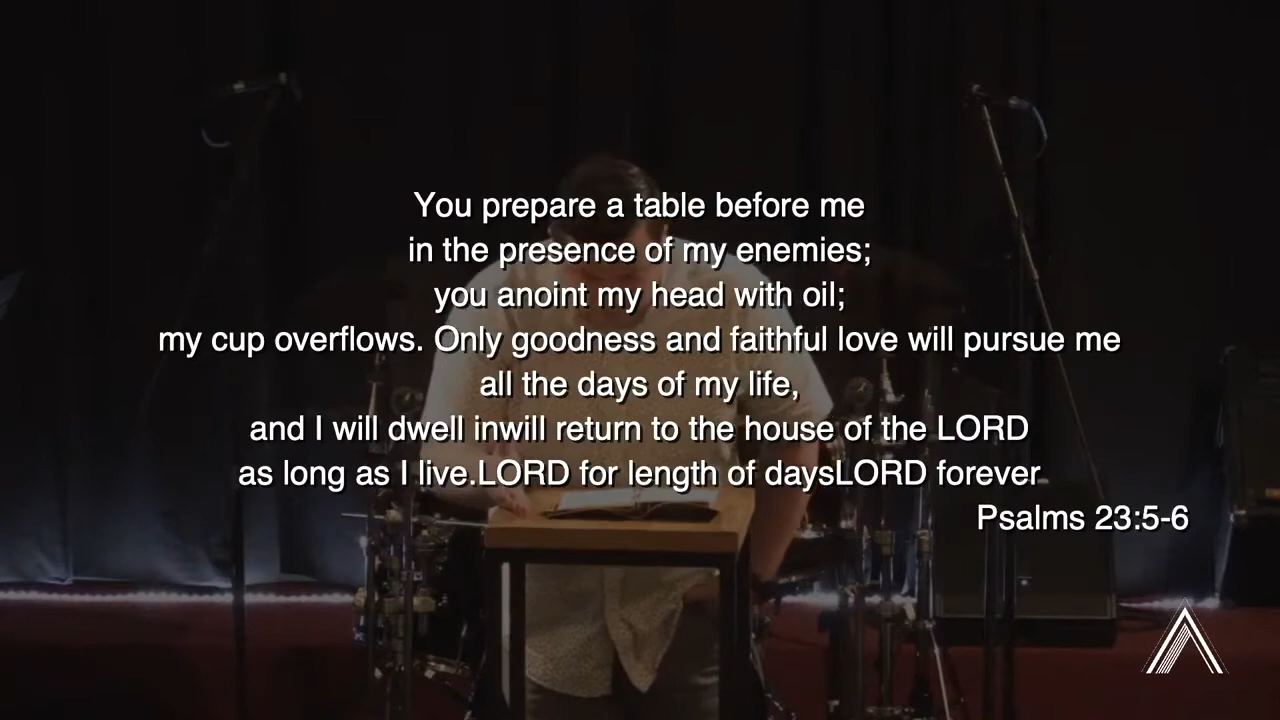 You prepare a table before me
in the presence of my enemies;
you anoint my head with oil;
my cup overflows. Only goodness and faithful love will pursue me
all the days of my life,
and I will dwell inwill return to the house of the LORD
as long as I live.LORD for length of daysLORD forever
Psalms 23:5-6